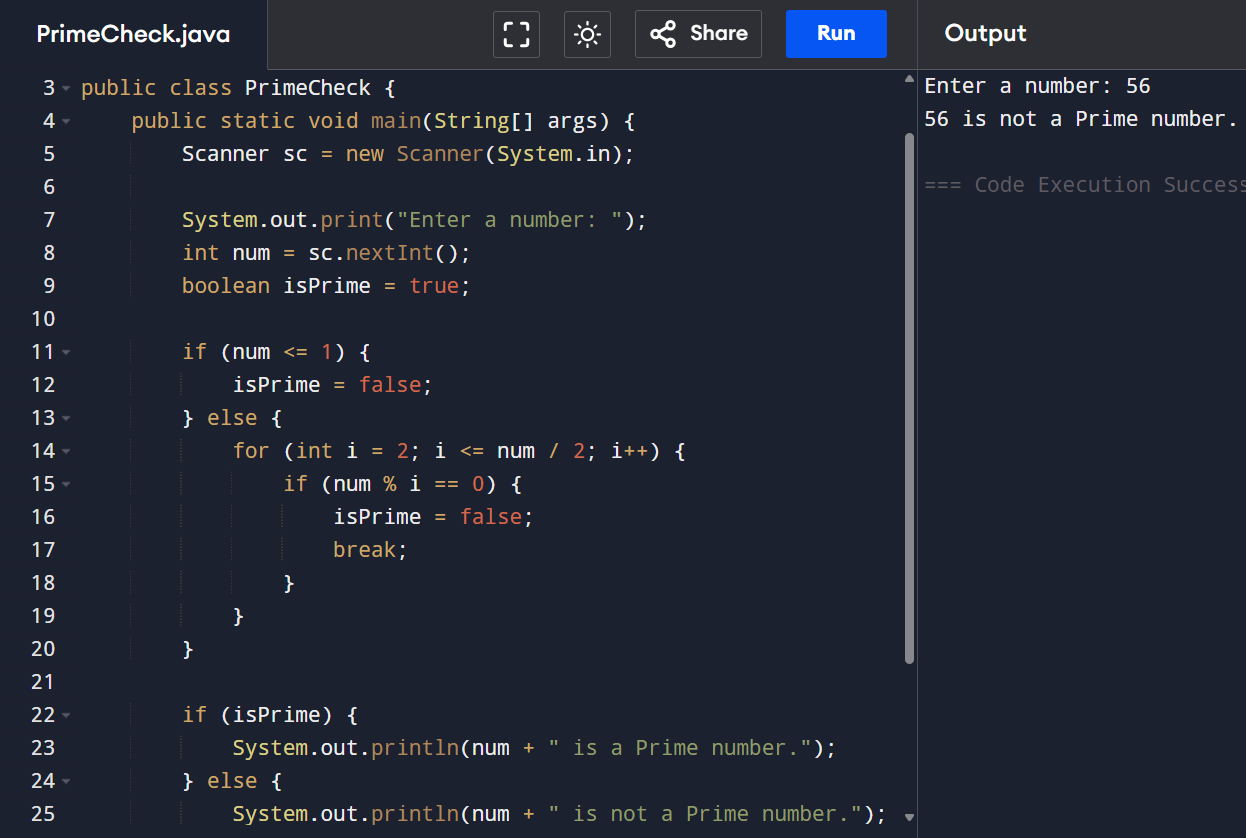 PrimeCheck.java
Share
Run
Output
3 public class PrimeCheck {
4     public static void main(String[] args) {
5         Scanner sc = new Scanner(System.in);
6
7         System.out.print("Enter a number: ");
8         int num = sc.nextInt();
9         boolean isPrime = true;
10
11         if (num <= 1) {
12             isPrime = false;
13         } else {
14             for (int i = 2; i <= num / 2; i++) {
15                 if (num % i == 0) {
16                     isPrime = false;
17                     break;
18                 }
19             }
20         }
21
22         if (isPrime) {
23             System.out.println(num + " is a Prime number.");
24         } else {
25             System.out.println(num + " is not a Prime number.");
Enter a number: 56
56 is not a Prime number.
=== Code Execution Success